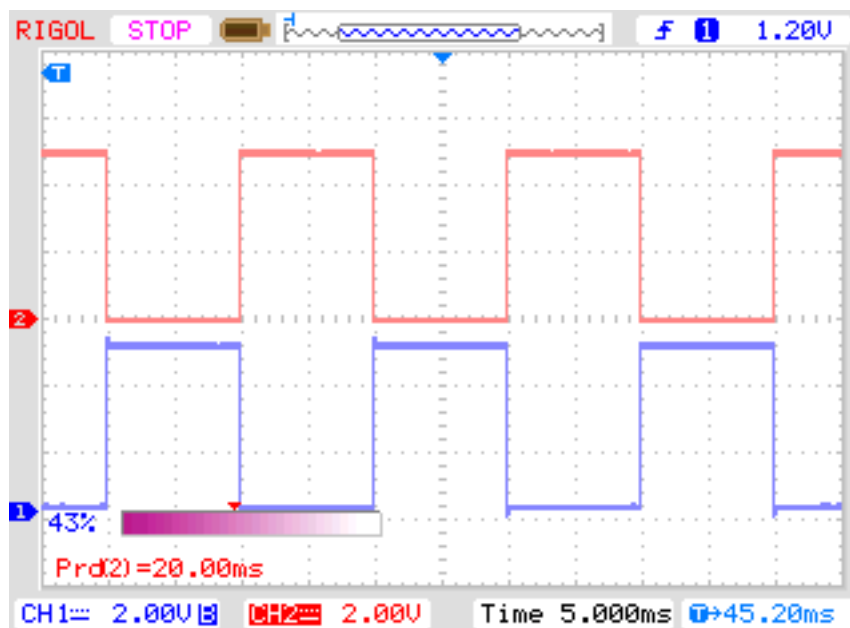 RIGOL STOP 1 1.20V
T
2
1
43%
Prd(2)=20.00ms
CH1 2.00V B CH2 2.00V Time 5.000ms T→45.20ms